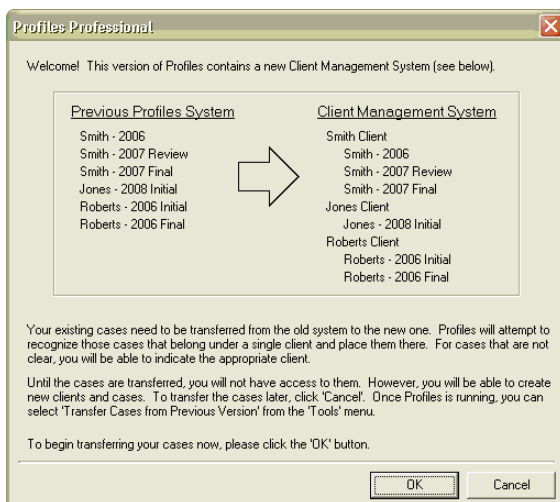 Profiles Professional
Welcome! This version of Profiles contains a new Client Management System (see below).
Previous Profiles System
Smith - 2006
Smith - 2007 Review
Smith - 2007 Final
Jones - 2008 Initial
Roberts - 2006 Initial
Roberts - 2006 Final
Client Management System
Smith Client
Smith - 2006
Smith - 2007 Review
Smith - 2007 Final
Jones Client
Jones - 2008 Initial
Roberts Client
Roberts - 2006 Initial
Roberts - 2006 Final
Your existing cases need to be transferred from the old system to the new one. Profiles will attempt to
recognize those cases that belong under a single client and place them there. For cases that are not
clear, you will be able to indicate the appropriate client.
Until the cases are transferred, you will not have access to them. However, you will be able to create
new clients and cases. To transfer the cases later, click 'Cancel'. Once Profiles is running, you can
select 'Transfer Cases from Previous Version' from the 'Tools' menu.
To begin transferring your cases now, please click the 'OK' button.
OK
Cancel